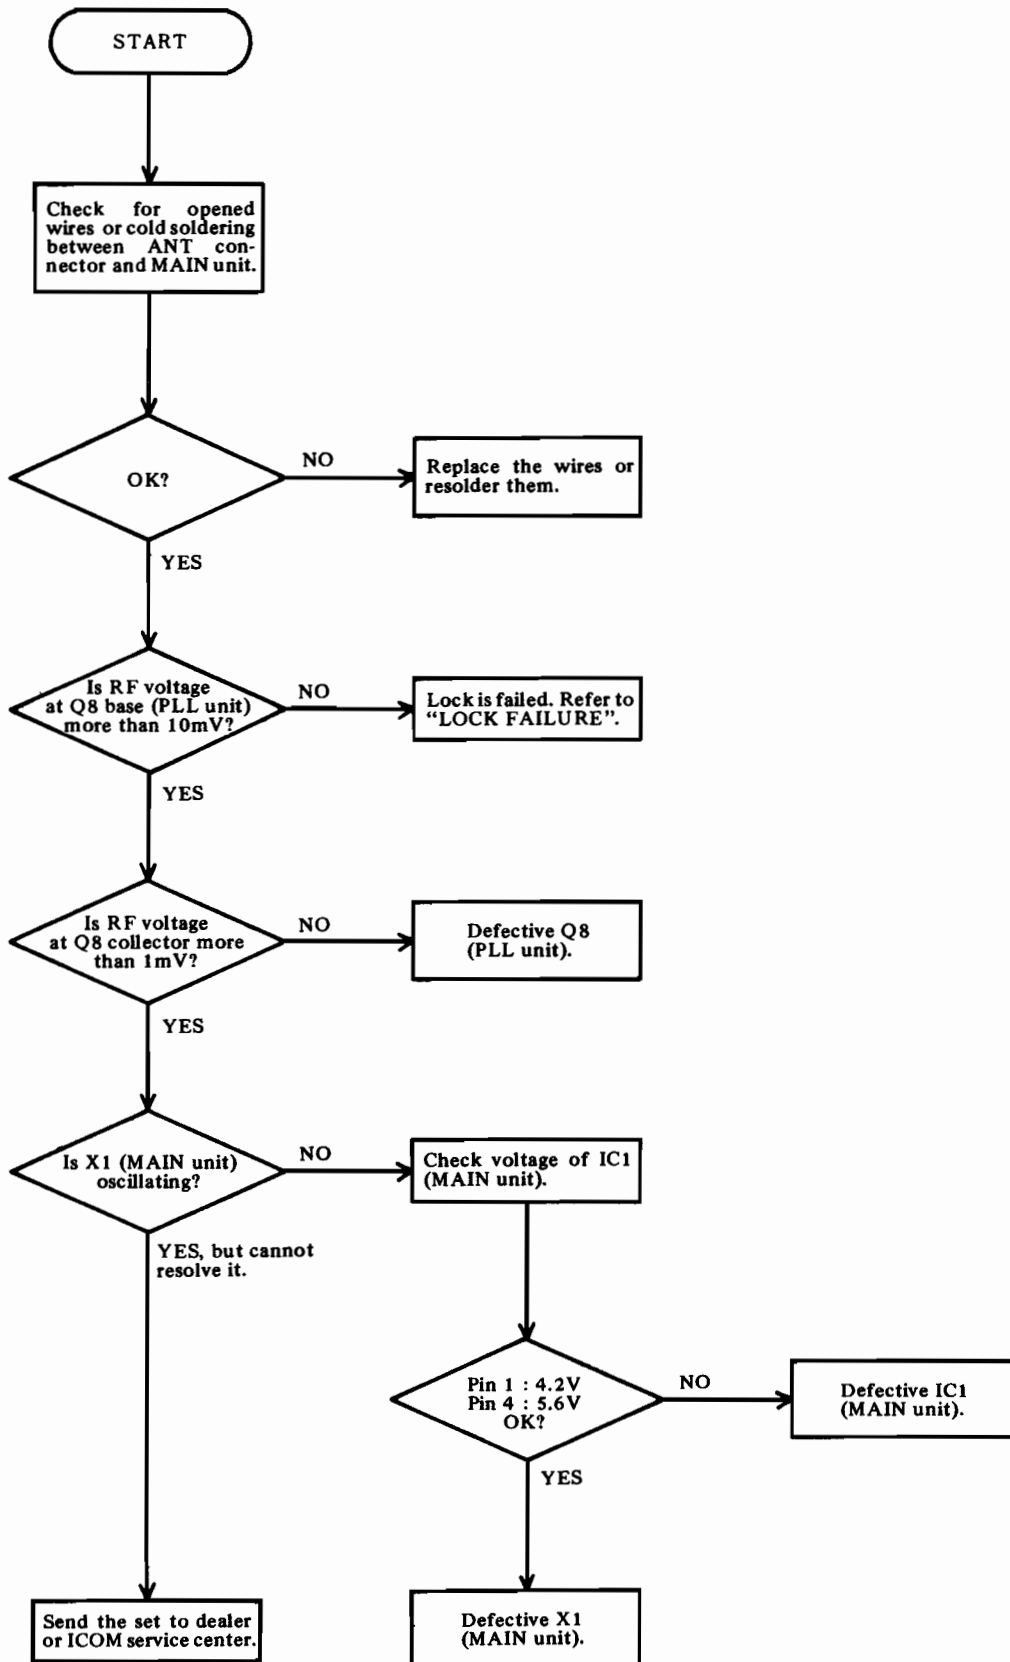 START
Check for opened
wires or cold soldering
between ANT con-
nector and MAIN unit.
OK?
NO
Replace the wires or
resolder them.
YES
Is RF voltage
at Q8 base (PLL unit)
more than 10mV?
NO
Lock is failed. Refer to
“LOCK FAILURE”.
YES
Is RF voltage
at Q8 collector more
than 1mV?
NO
Defective Q8
(PLL unit).
YES
Is X1 (MAIN unit)
oscillating?
NO
Check voltage of IC1
(MAIN unit).
YES, but cannot
resolve it.
Pin 1 : 4.2V
Pin 4 : 5.6V
OK?
NO
Defective IC1
(MAIN unit).
YES
Send the set to dealer
or ICOM service center.
Defective X1
(MAIN unit).